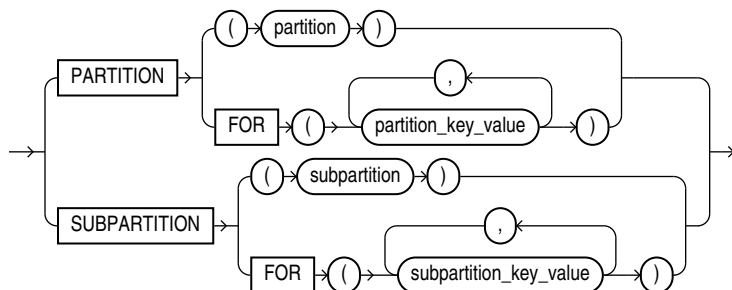 ( partition )
PARTITION
,
FOR ( partition_key_value )
( subpartition )
SUBPARTITION
,
FOR ( subpartition_key_value )